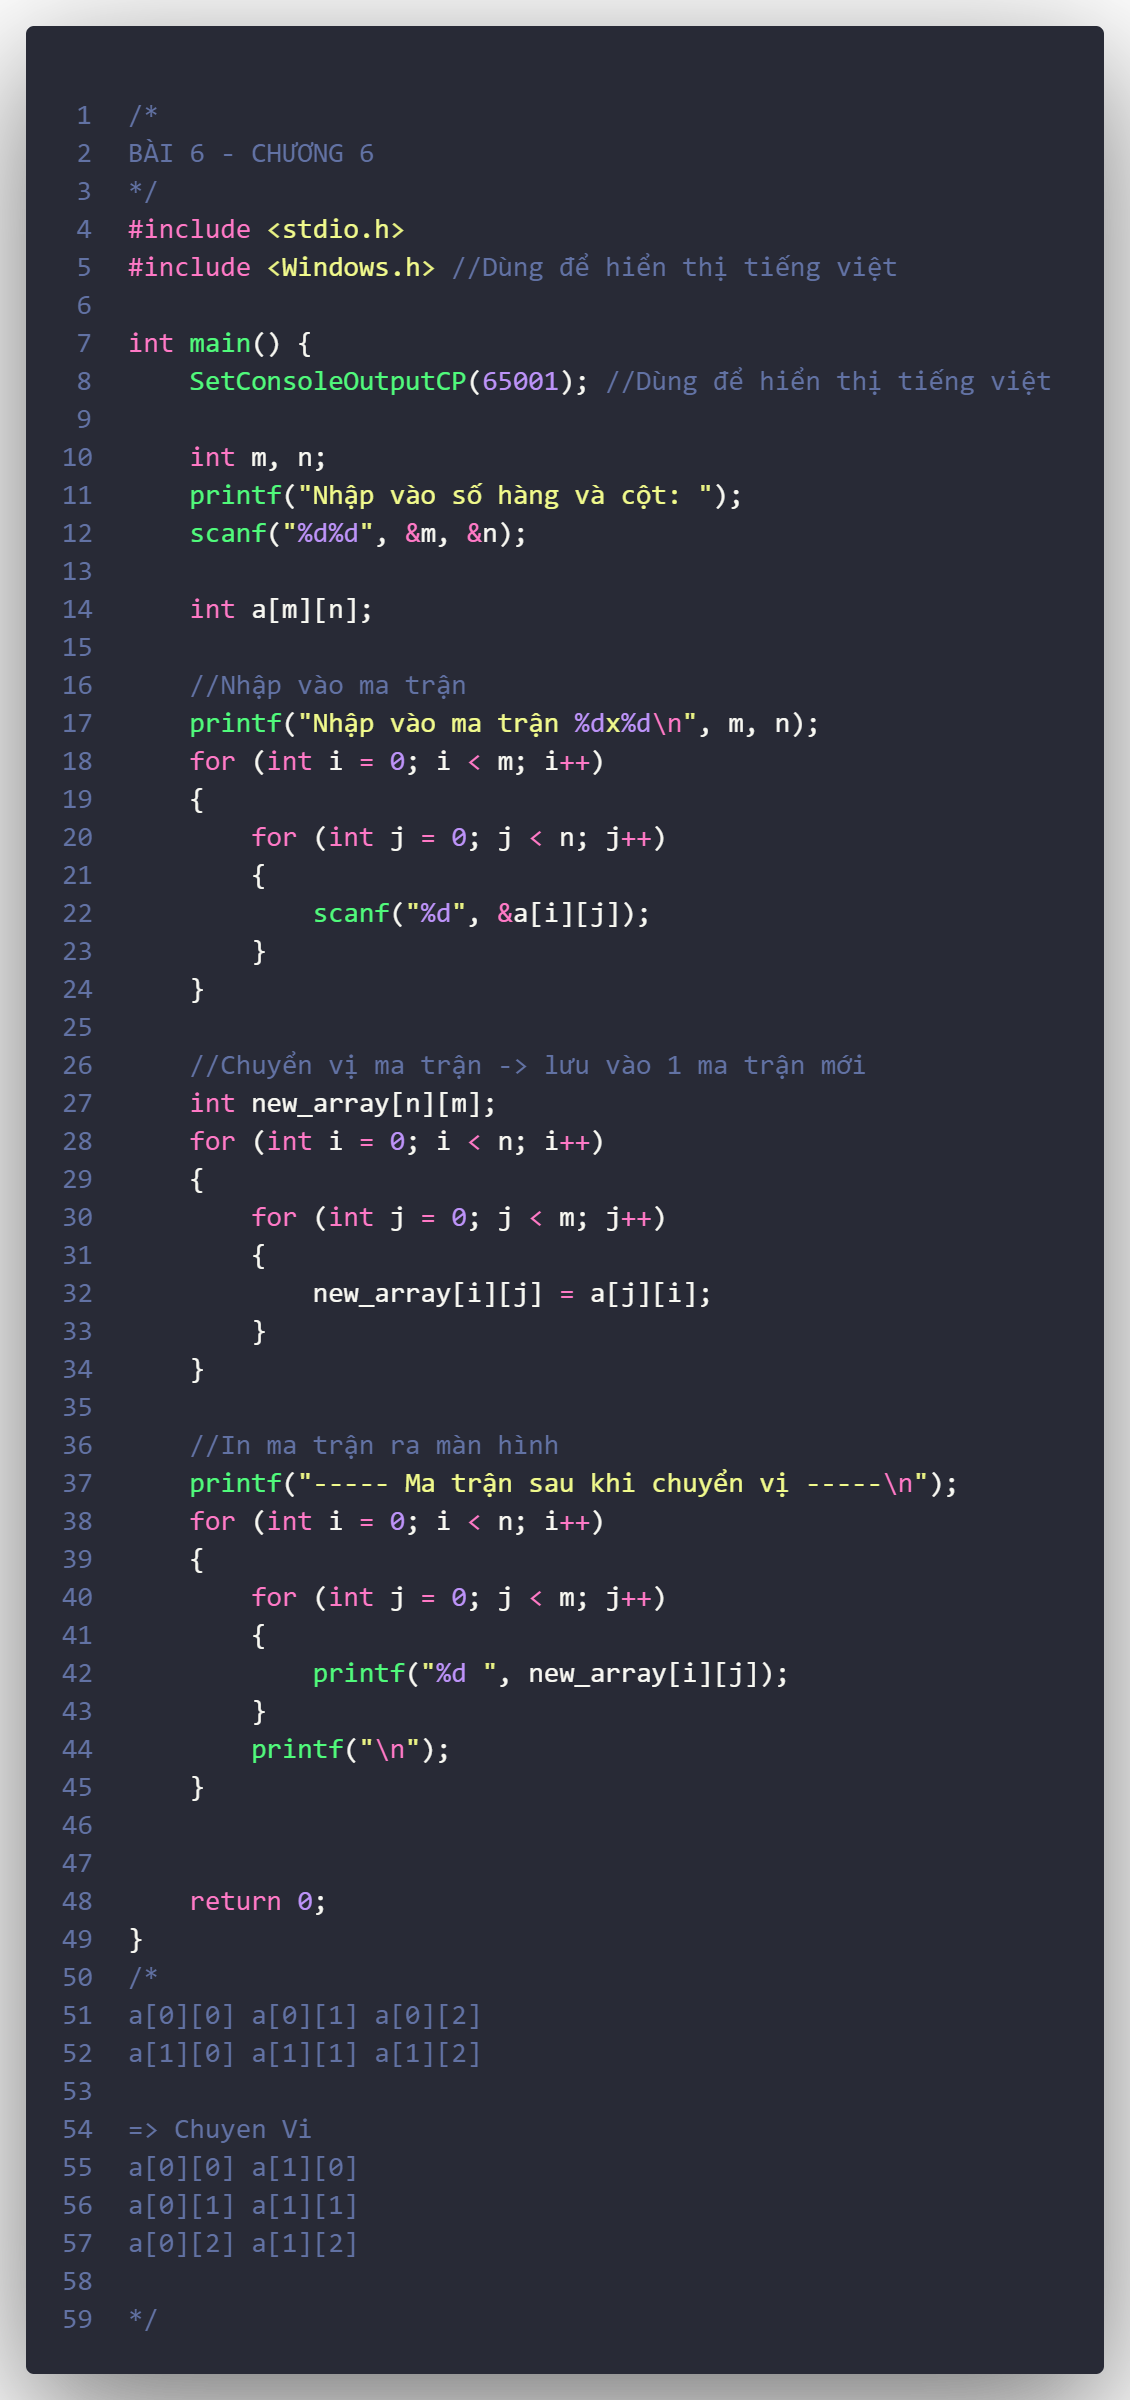 1 /*
2 BÀI 6 - CHƯƠNG 6
3 */
4 #include <stdio.h>
5 #include <Windows.h> //Dùng để hiển thị tiếng việt
6
7 int main() {
8     SetConsoleOutputCP(65001); //Dùng để hiển thị tiếng việt
9
10     int m, n;
11     printf("Nhập vào số hàng và cột: ");
12     scanf("%d%d", &m, &n);
13
14     int a[m][n];
15
16     //Nhập vào ma trận
17     printf("Nhập vào ma trận %dx%d\n", m, n);
18     for (int i = 0; i < m; i++)
19     {
20         for (int j = 0; j < n; j++)
21         {
22             scanf("%d", &a[i][j]);
23         }
24     }
25
26     //Chuyển vị ma trận -> lưu vào 1 ma trận mới
27     int new_array[n][m];
28     for (int i = 0; i < n; i++)
29     {
30         for (int j = 0; j < m; j++)
31         {
32             new_array[i][j] = a[j][i];
33         }
34     }
35
36     //In ma trận ra màn hình
37     printf("----- Ma trận sau khi chuyển vị -----\n");
38     for (int i = 0; i < n; i++)
39     {
40         for (int j = 0; j < m; j++)
41         {
42             printf("%d ", new_array[i][j]);
43         }
44         printf("\n");
45     }
46
47
48     return 0;
49 }
50 /*
51 a[0][0] a[0][1] a[0][2]
52 a[1][0] a[1][1] a[1][2]
53
54 => Chuyen Vi
55 a[0][0] a[1][0]
56 a[0][1] a[1][1]
57 a[0][2] a[1][2]
58
59 */